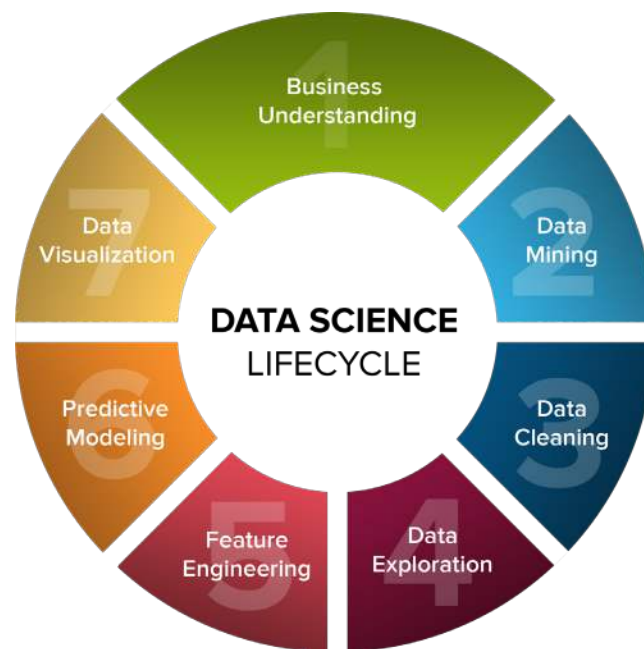 1
Business
Understanding
2
Data
Mining
3
Data
Cleaning
4
Data
Exploration
5
Feature
Engineering
6
Predictive
Modeling
7
Data
Visualization
DATA SCIENCE
LIFECYCLE